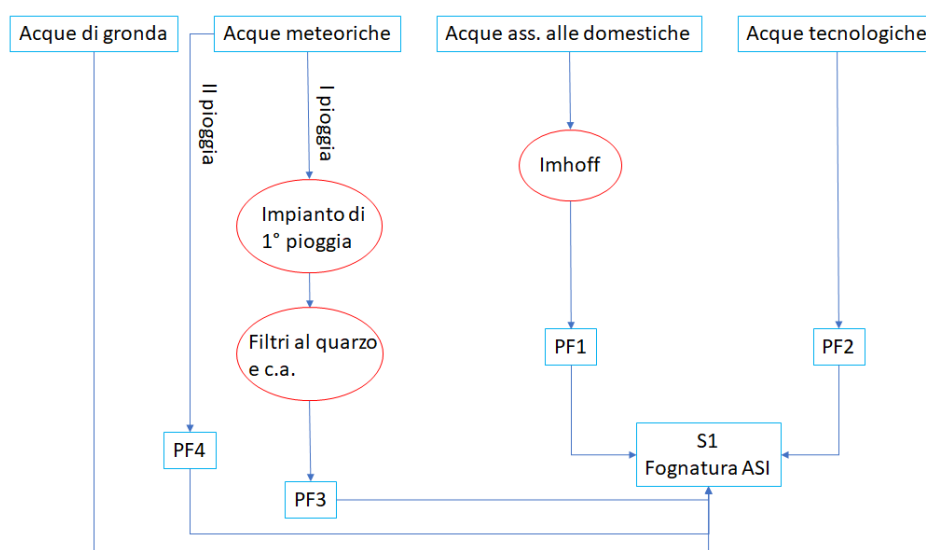 Acque di gronda
Acque meteoriche
Acque ass. alle domestiche
Acque tecnologiche
II pioggia
I pioggia
Imhoff
Impianto di
1° pioggia
Filtri al quarzo
e c.a.
PF1
PF2
PF4
S1
Fognatura ASI
PF3